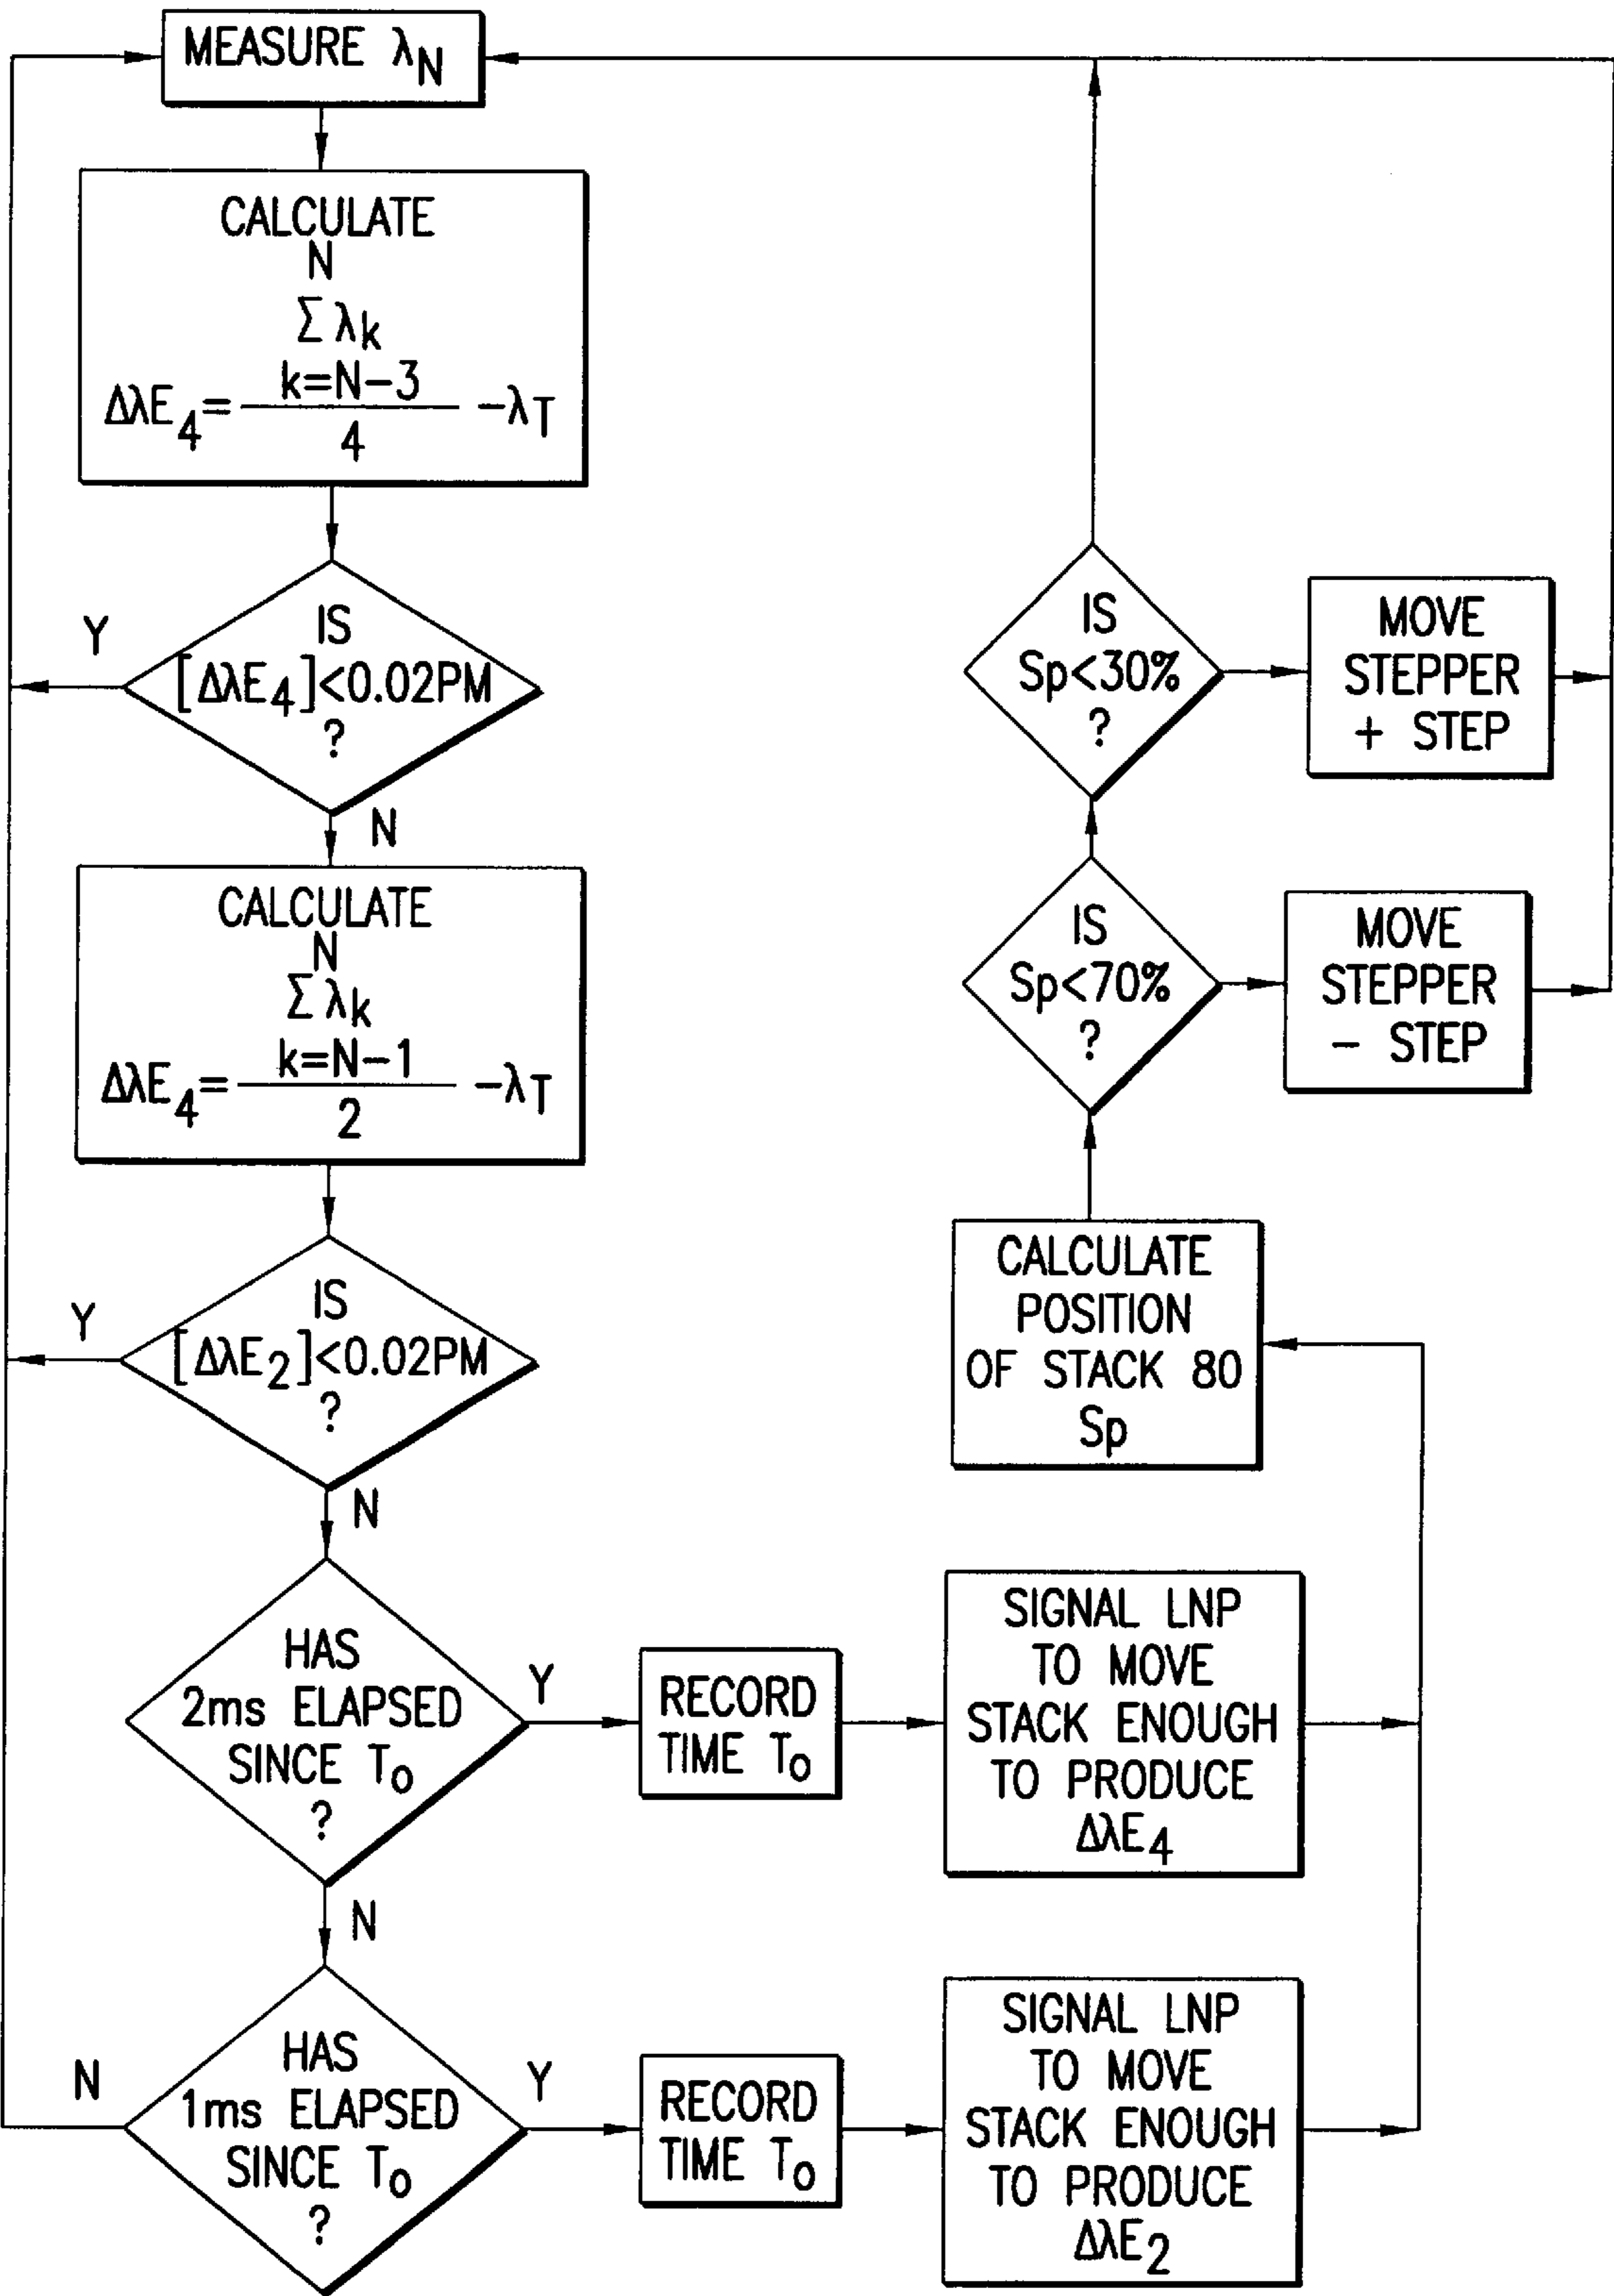 MEASURE λN
CALCULATE
N
Σ λk
k=N-3
ΔλE4= 4 -λT
IS
[ΔλE4]<0.02PM
?
Y
N
CALCULATE
N
Σ λk
k=N-1
ΔλE4= 2 -λT
IS
[ΔλE2]<0.02PM
?
Y
N
HAS
2ms ELAPSED
SINCE To
?
Y
N
RECORD
TIME To
SIGNAL LNP
TO MOVE
STACK ENOUGH
TO PRODUCE
ΔλE4
HAS
1ms ELAPSED
SINCE To
?
N
Y
RECORD
TIME To
SIGNAL LNP
TO MOVE
STACK ENOUGH
TO PRODUCE
ΔλE2
CALCULATE
POSITION
OF STACK 80
Sp
IS
Sp<70%
?
MOVE
STEPPER
- STEP
IS
Sp<30%
?
MOVE
STEPPER
+ STEP